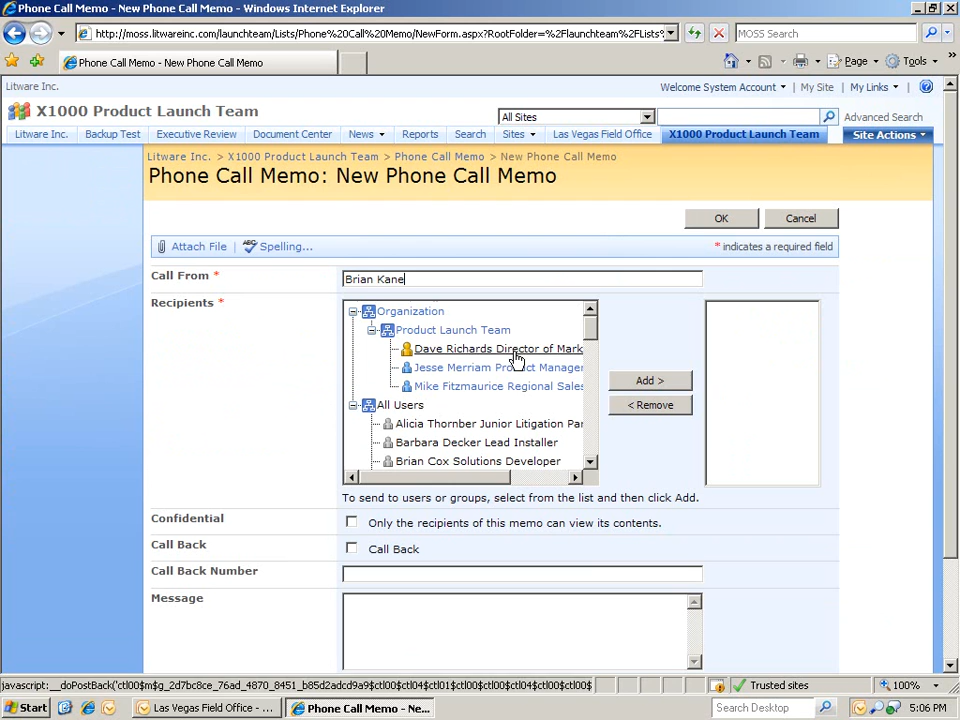 Phone Call Memo - New Phone Call Memo - Windows Internet Explorer
http://moss.litwareinc.com/launchteam/Lists/Phone%20Call%20Memo/NewForm.aspx?RootFolder=%2Flaunchteam%2FLists%
MOSS Search
Phone Call Memo - New Phone Call Memo
Page
Tools
Litware Inc.
Welcome System Account
My Site
My Links
X1000 Product Launch Team
All Sites
Advanced Search
Litware Inc.
Backup Test
Executive Review
Document Center
News
Reports
Search
Sites
Las Vegas Field Office
X1000 Product Launch Team
Site Actions
Litware Inc. > X1000 Product Launch Team > Phone Call Memo > New Phone Call Memo
Phone Call Memo: New Phone Call Memo
OK
Cancel
Attach File
ABC Spelling...
* indicates a required field
Call From *
Brian Kane
Recipients *
Organization
Product Launch Team
Dave Richards Director of Mark
Jesse Merriam Product Manager
Mike Fitzmaurice Regional Sales
All Users
Alicia Thornber Junior Litigation Par
Barbara Decker Lead Installer
Brian Cox Solutions Developer
Add >
< Remove
To send to users or groups, select from the list and then click Add.
Confidential
Only the recipients of this memo can view its contents.
Call Back
Call Back
Call Back Number
Message
javascript:__doPostBack('ctl00$m$g_2d7bc8ce_76ad_4870_8451_b85d2adcd9a9$ctl00$ctl04$ctl01$ctl00$ctl00$ctl04$ctl00$ctl00$
Trusted sites
100%
Start
Las Vegas Field Office - ...
Phone Call Memo - Ne...
Search Desktop
5:06 PM